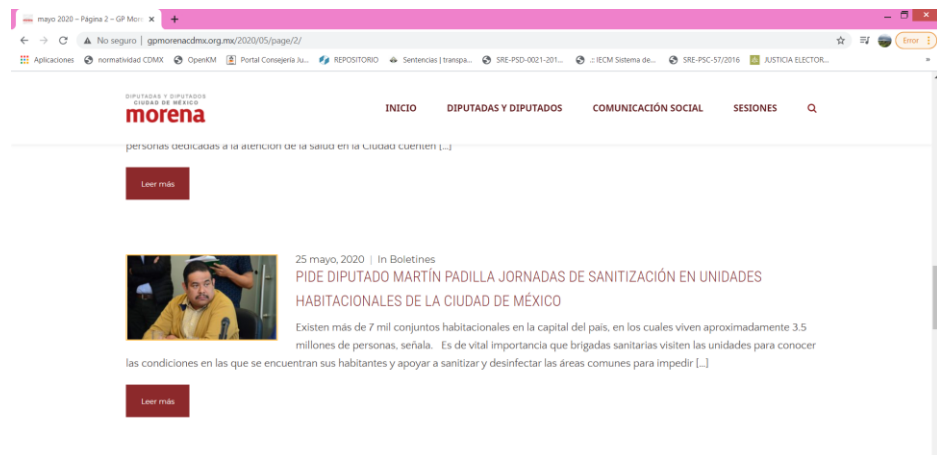 mayo 2020 – Página 2 – GP Mor
No seguro | gpmorenacdmx.org.mx/2020/05/page/2/
Error
Aplicaciones normatividad CDMX OpenKM Portal Consejería Ju... REPOSITORIO Sentencias | transpa... SRE-PSD-0021-201... .:: IECM Sistema de... SRE-PSC-57/2016 JUSTICIA ELECTOR...
DIPUTADAS Y DIPUTADOS
CIUDAD DE MÉXICO
morena
INICIO DIPUTADAS Y DIPUTADOS COMUNICACIÓN SOCIAL SESIONES
personas dedicadas a la atención de la salud en la Ciudad cuenten [...]
Leer más
25 mayo, 2020 | In Boletines
PIDE DIPUTADO MARTÍN PADILLA JORNADAS DE SANITIZACIÓN EN UNIDADES
HABITACIONALES DE LA CIUDAD DE MÉXICO
Existen más de 7 mil conjuntos habitacionales en la capital del país, en los cuales viven aproximadamente 3.5
millones de personas, señala. Es de vital importancia que brigadas sanitarias visiten las unidades para conocer
las condiciones en las que se encuentran sus habitantes y apoyar a sanitizar y desinfectar las áreas comunes para impedir [...]
Leer más